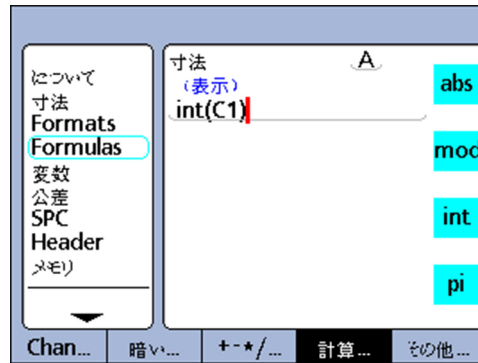 について
寸法
Formats
Formulas
変数
公差
SPC
Header
メモリ
寸法
A
(表示)
int(C1)
abs
mod
int
pi
Chan...
暗い...
+-*/...
計算...
その他...